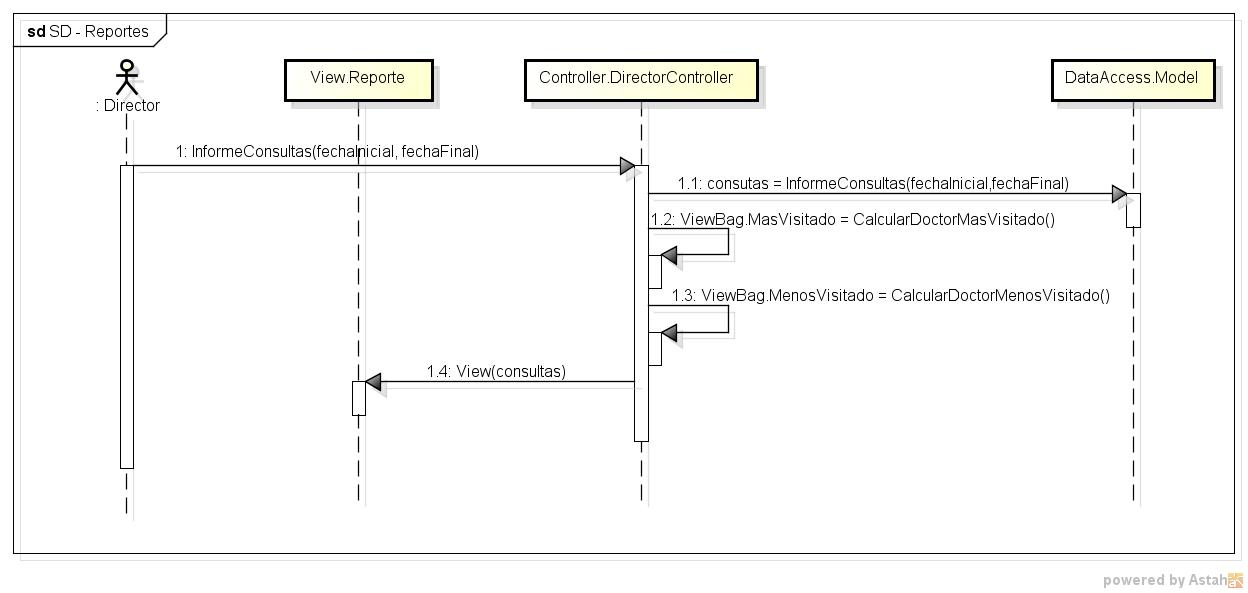 sd SD - Reportes
: Director
View.Reporte
Controller.DirectorController
DataAccess.Model
1: InformeConsultas(fechaInicial, fechaFinal)
1.1: consutas = InformeConsultas(fechaInicial,fechaFinal)
1.2: ViewBag.MasVisitado = CalcularDoctorMasVisitado()
1.3: ViewBag.MenosVisitado = CalcularDoctorMenosVisitado()
1.4: View(consultas)
powered by Astah